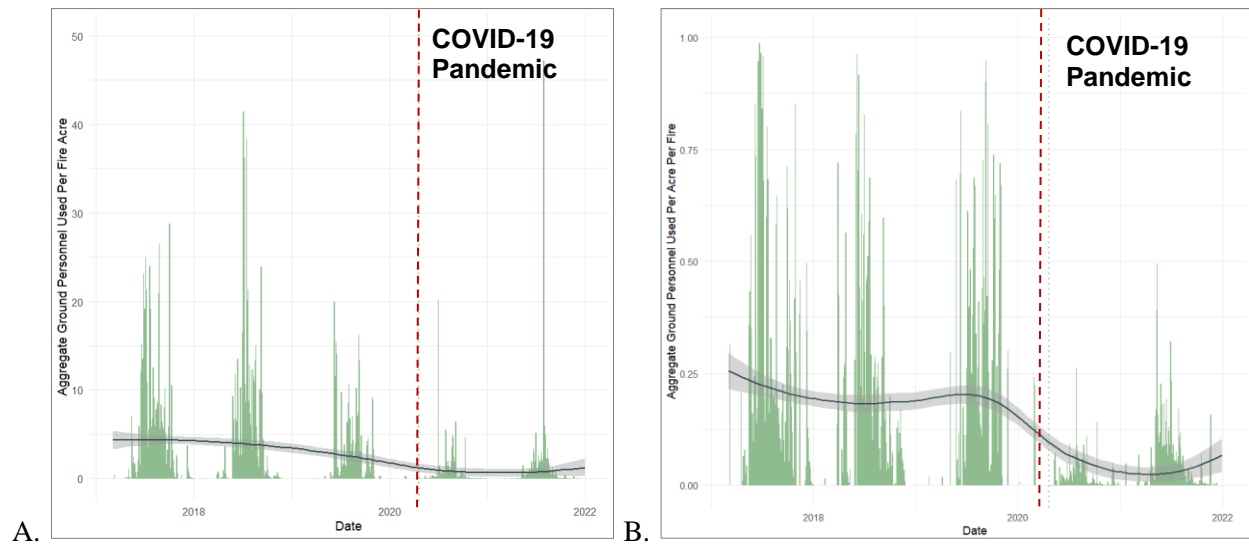 COVID-19
Pandemic
Aggregate Ground Personnel Used Per Fire Acre
50
40
30
20
10
0
2018
2020
2022
Date
A.
COVID-19
Pandemic
Aggregate Ground Personnel Used Per Acre Per Fire
1.00
0.75
0.50
0.25
0.00
2018
2020
2022
Date
B.